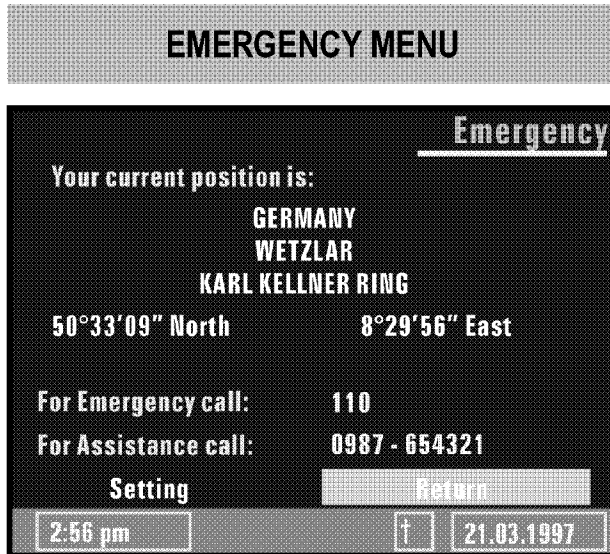 EMERGENCY MENU
Emergency
Your current position is:
GERMANY
WETZLAR
KARL KELLNER RING
50°33'09" North 8°29'56" East
For Emergency call: 110
For Assistance call: 0987 - 654321
Setting Return
2:56 pm † 21.03.1997